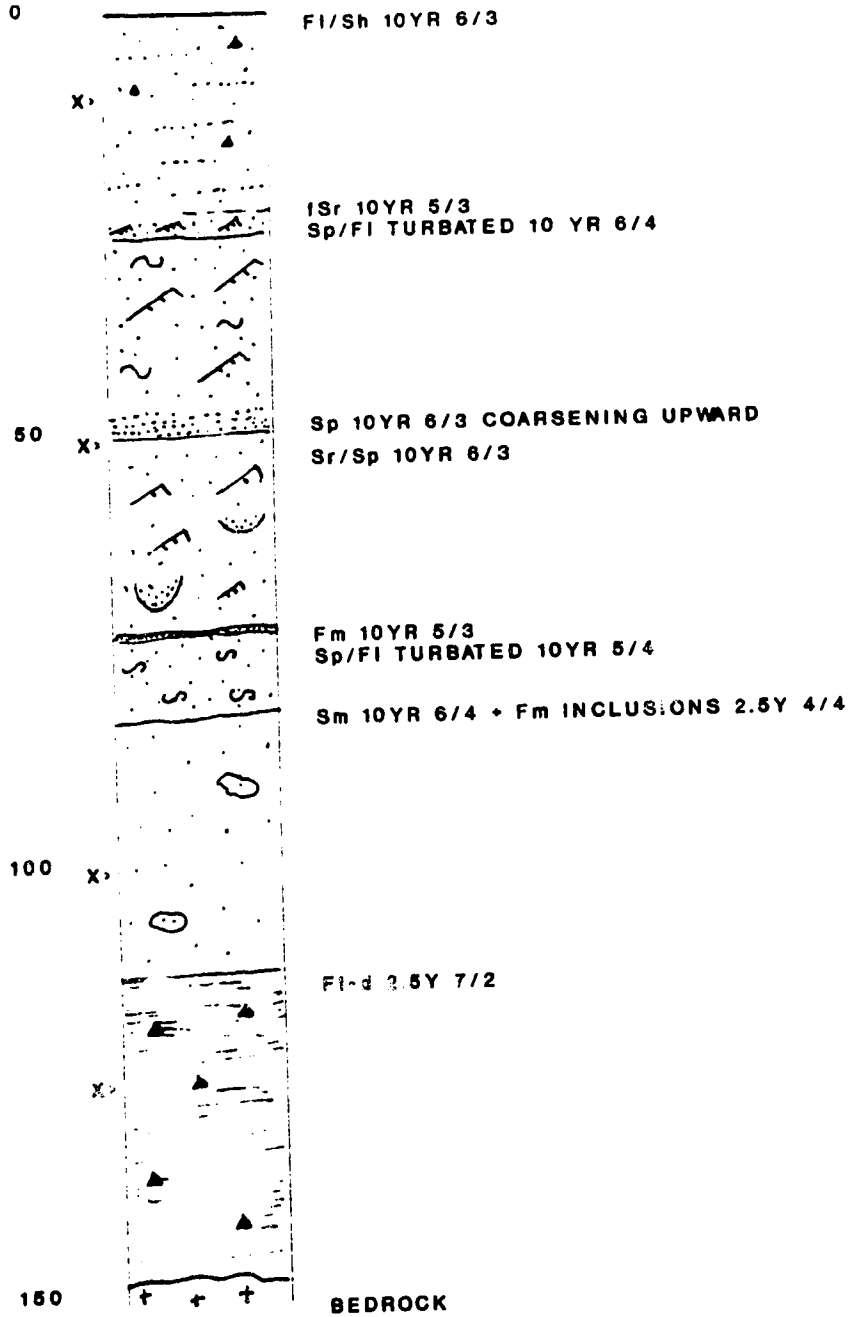 0
Fl/Sh 10YR 6/3
X>
fSr 10YR 5/3
Sp/Fl TURBATED 10 YR 6/4
Sp 10YR 6/3 COARSENING UPWARD
50
X>
Sr/Sp 10YR 6/3
Fm 10YR 5/3
Sp/Fl TURBATED 10YR 5/4
Sm 10YR 6/4 + Fm INCLUSIONS 2.5Y 4/4
100
X>
Fl-d 2.5Y 7/2
X>
150
BEDROCK